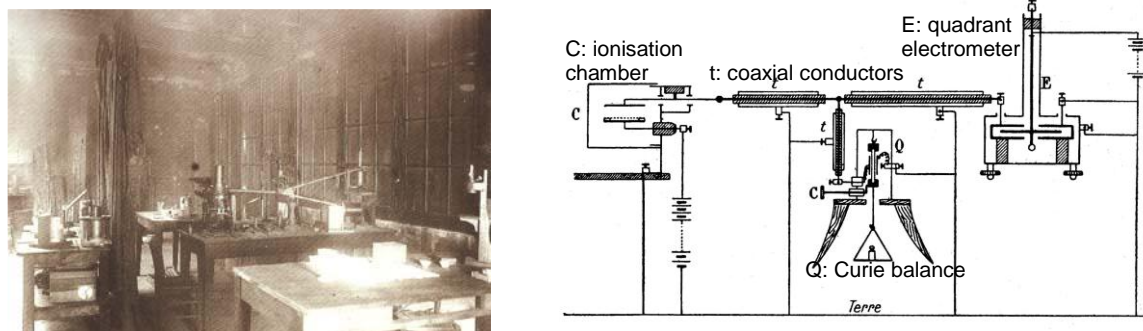 C: ionisation
chamber
t: coaxial conductors
E: quadrant
electrometer
t
t
E
C
t
Q
C
Q: Curie balance
Terre